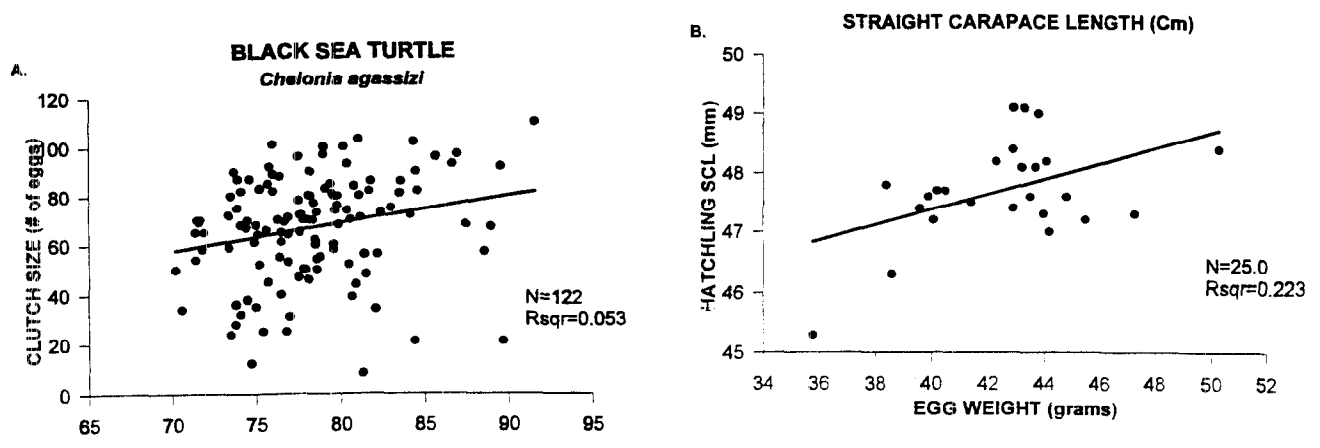 A.
BLACK SEA TURTLE
Chelonia agassizi
CLUTCH SIZE (# of eggs)
120
100
80
60
40
20
0
65
70
75
80
85
90
95
N=122
Rsqr=0.053
B.
STRAIGHT CARAPACE LENGTH (Cm)
HATCHLING SCL (mm)
50
49
48
47
46
45
34
36
38
40
42
44
46
48
50
52
N=25.0
Rsqr=0.223
EGG WEIGHT (grams)